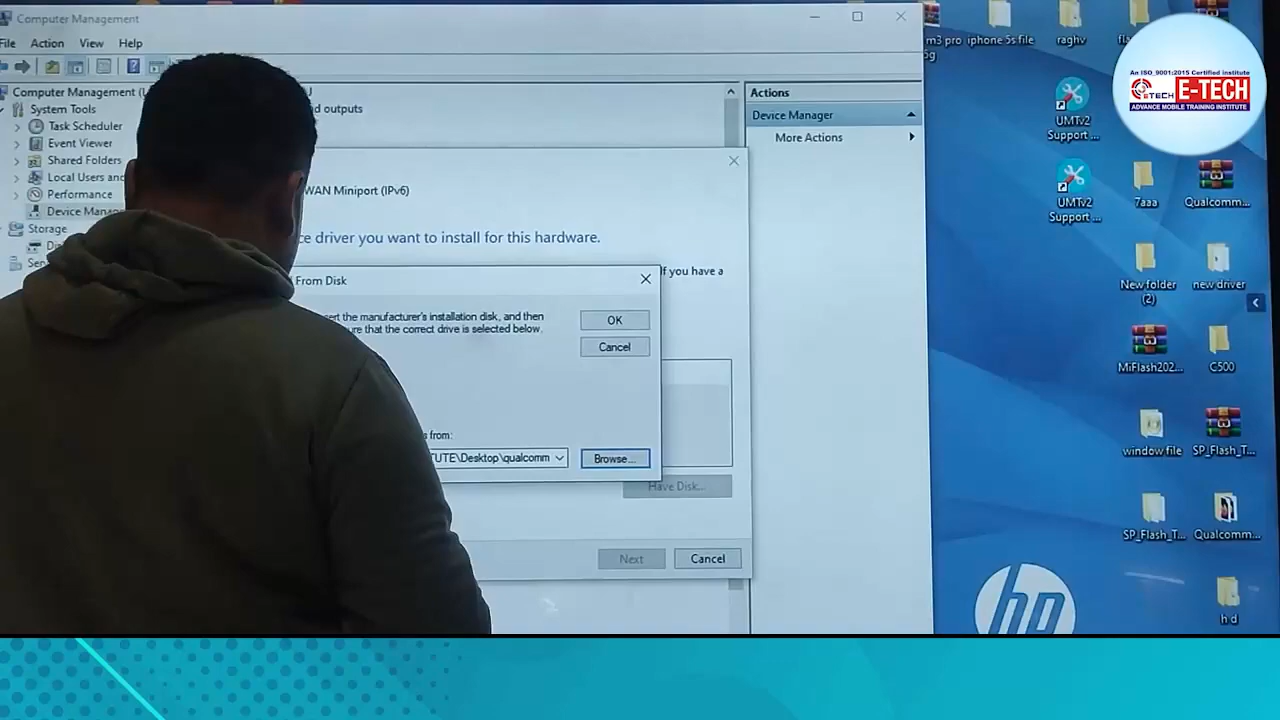 Computer Management
File Action View Help
Computer Management
System Tools
Task Scheduler
Event Viewer
Shared Folders
Local Users and
Performance
Device Manag
Storage
d outputs
Actions
Device Manager
More Actions
WAN Miniport (IPv6)
ce driver you want to install for this hardware.
If you have a
From Disk
ert the manufacturer's installation disk, and then
ure that the correct drive is selected below.
OK
Cancel
s from:
TUTE\Desktop\qualcomm
Browse...
Have Disk...
Next
Cancel
m3 pro
iphone 5s file
raghv
UMTv2
Support ...
UMTv2
Support ...
7aaa
Qualcomm...
New folder
(2)
new driver
MiFlash202...
C500
window file
SP_Flash_T...
SP_Flash_T...
Qualcomm...
h d
hp
An ISO_9001:2015 Certified Institute
ETECH
E-TECH
ADVANCE MOBILE TRAINING INSTITUTE